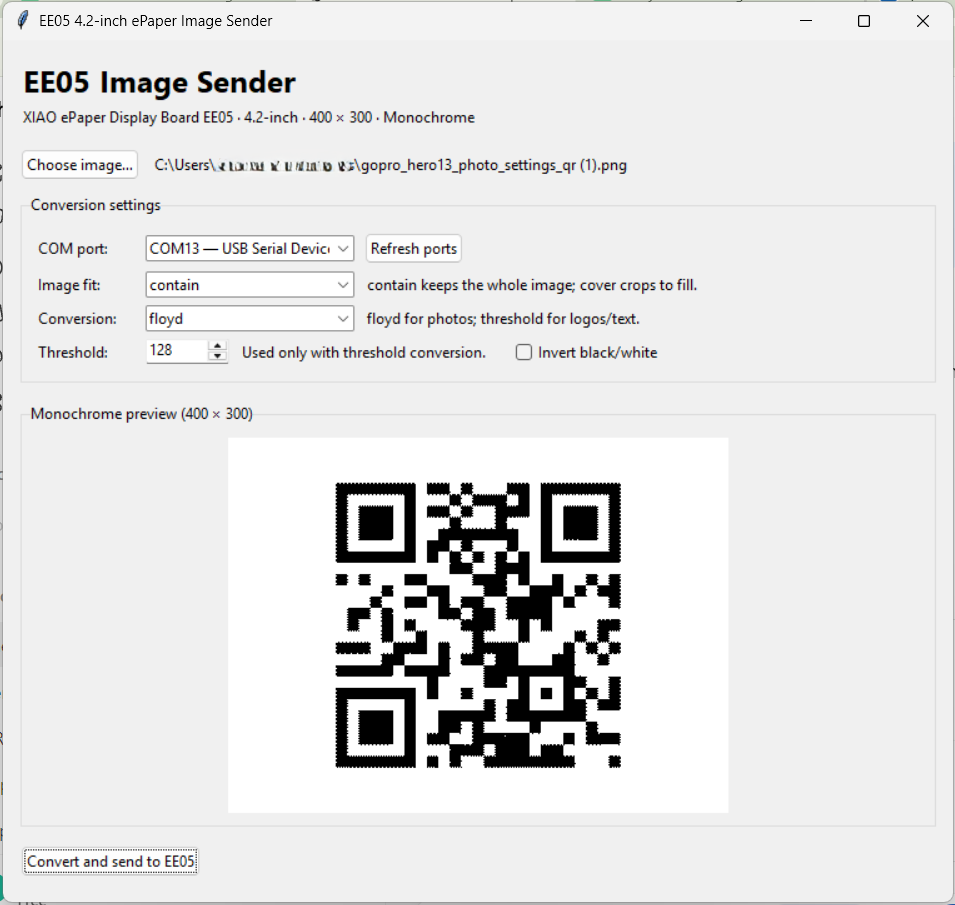 EE05 4.2-inch ePaper Image Sender
EE05 Image Sender
XIAO ePaper Display Board EE05 · 4.2-inch · 400 × 300 · Monochrome
Choose image... C:\Users\ \gopro_hero13_photo_settings_qr (1).png
Conversion settings
COM port: COM13 — USB Serial Device Refresh ports
Image fit: contain contain keeps the whole image; cover crops to fill.
Conversion: floyd floyd for photos; threshold for logos/text.
Threshold: 128 Used only with threshold conversion. Invert black/white
Monochrome preview (400 × 300)
Convert and send to EE05